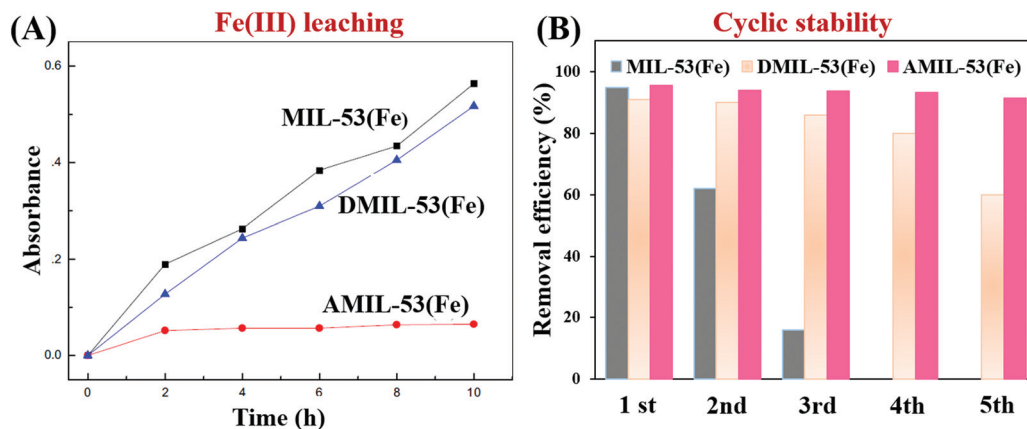 (A)
Fe(III) leaching
0.6
.4
0.2
0.0
Absorbance
MIL-53(Fe)
DMIL-53(Fe)
AMIL-53(Fe)
0 2 4 6 8 10
Time (h)
(B)
Cyclic stability
MIL-53(Fe) DMIL-53(Fe) AMIL-53(Fe)
100
80
60
40
20
0
Removal efficiency (%)
1 st 2nd 3rd 4th 5th